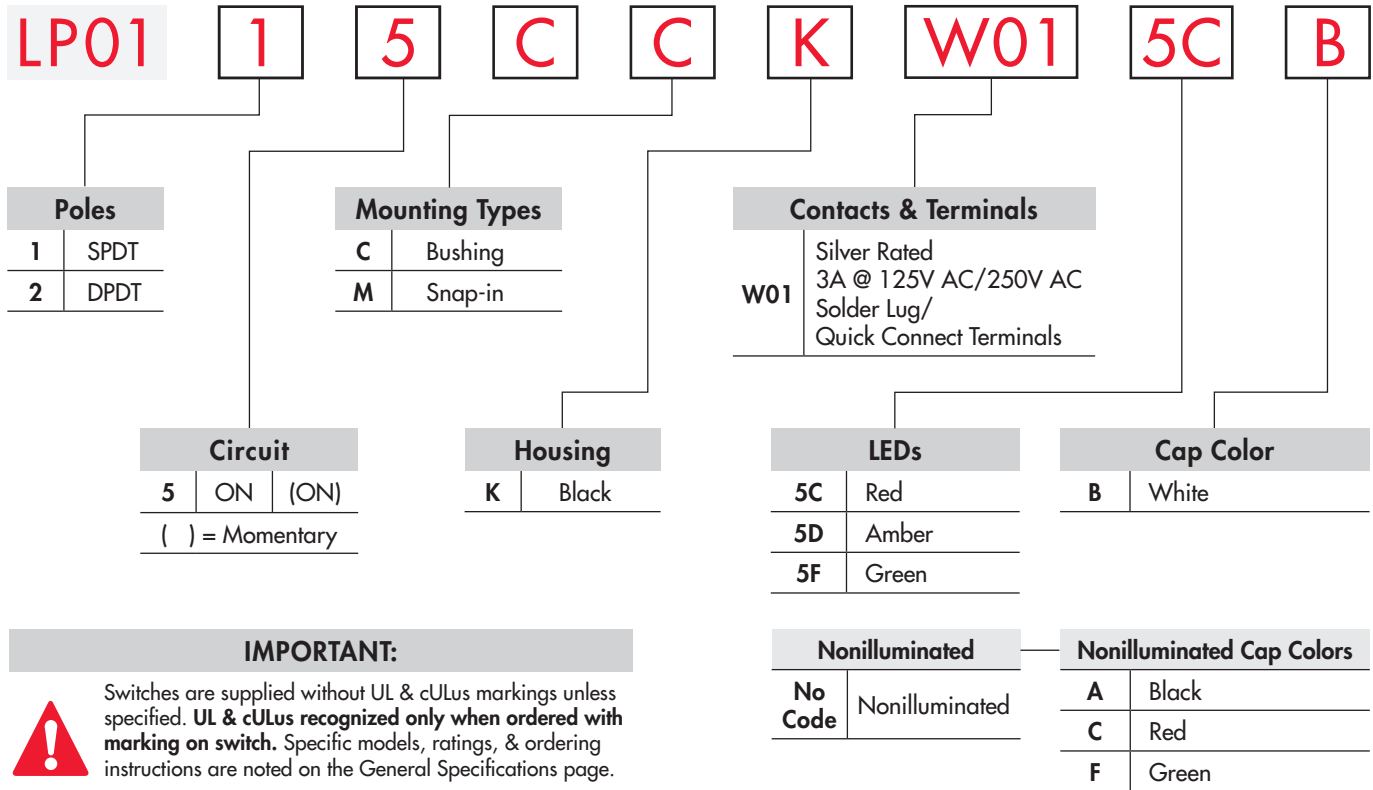 LP01 1 5 C C K W01 5C B
Poles
1 SPDT
2 DPDT
Mounting Types
C Bushing
M Snap-in
Contacts & Terminals
W01 Silver Rated
3A @ 125V AC/250V AC
Solder Lug/
Quick Connect Terminals
Circuit
5 ON (ON)
( ) = Momentary
Housing
K Black
LEDs
5C Red
5D Amber
5F Green
Cap Color
B White
IMPORTANT:
Switches are supplied without UL & cULus markings unless
specified. UL & cULus recognized only when ordered with
marking on switch. Specific models, ratings, & ordering
instructions are noted on the General Specifications page.
Nonilluminated
No
Code Nonilluminated
Nonilluminated Cap Colors
A Black
C Red
F Green